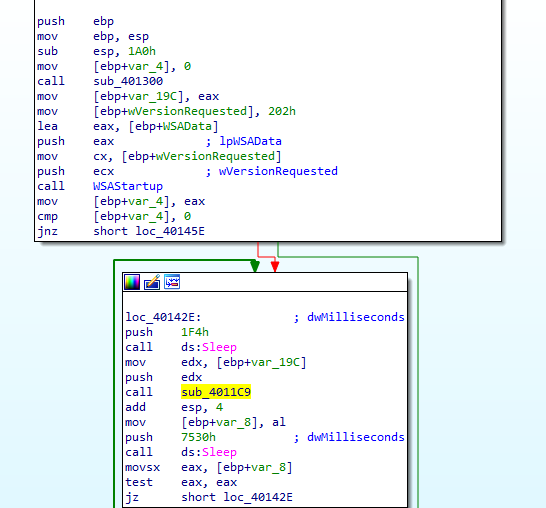 push ebp
mov ebp, esp
sub esp, 1A0h
mov [ebp+var_4], 0
call sub_401300
mov [ebp+var_19C], eax
mov [ebp+wVersionRequested], 202h
lea eax, [ebp+WSAData]
push eax ; lpWSAData
mov cx, [ebp+wVersionRequested]
push ecx ; wVersionRequested
call WSAStartup
mov [ebp+var_4], eax
cmp [ebp+var_4], 0
jnz short loc_40145E
loc_40142E: ; dwMilliseconds
push 1F4h
call ds:Sleep
mov edx, [ebp+var_19C]
push edx
call sub_4011C9
add esp, 4
mov [ebp+var_8], al
push 7530h ; dwMilliseconds
call ds:Sleep
movsx eax, [ebp+var_8]
test eax, eax
jz short loc_40142E